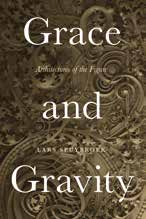 Grace
Architectures of the Figure
and
LARS SPUYBROEK
Gravity